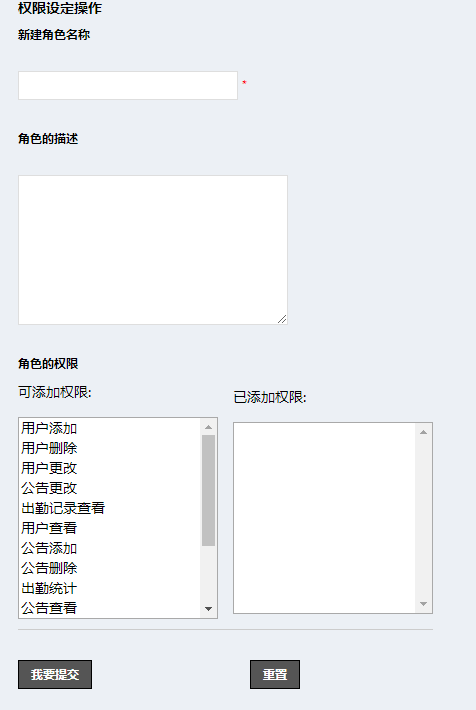 权限设定操作
新建角色名称
*
角色的描述
角色的权限
可添加权限:
已添加权限:
用户添加
用户删除
用户更改
公告更改
出勤记录查看
用户查看
公告添加
公告删除
出勤统计
公告查看
我要提交
重置